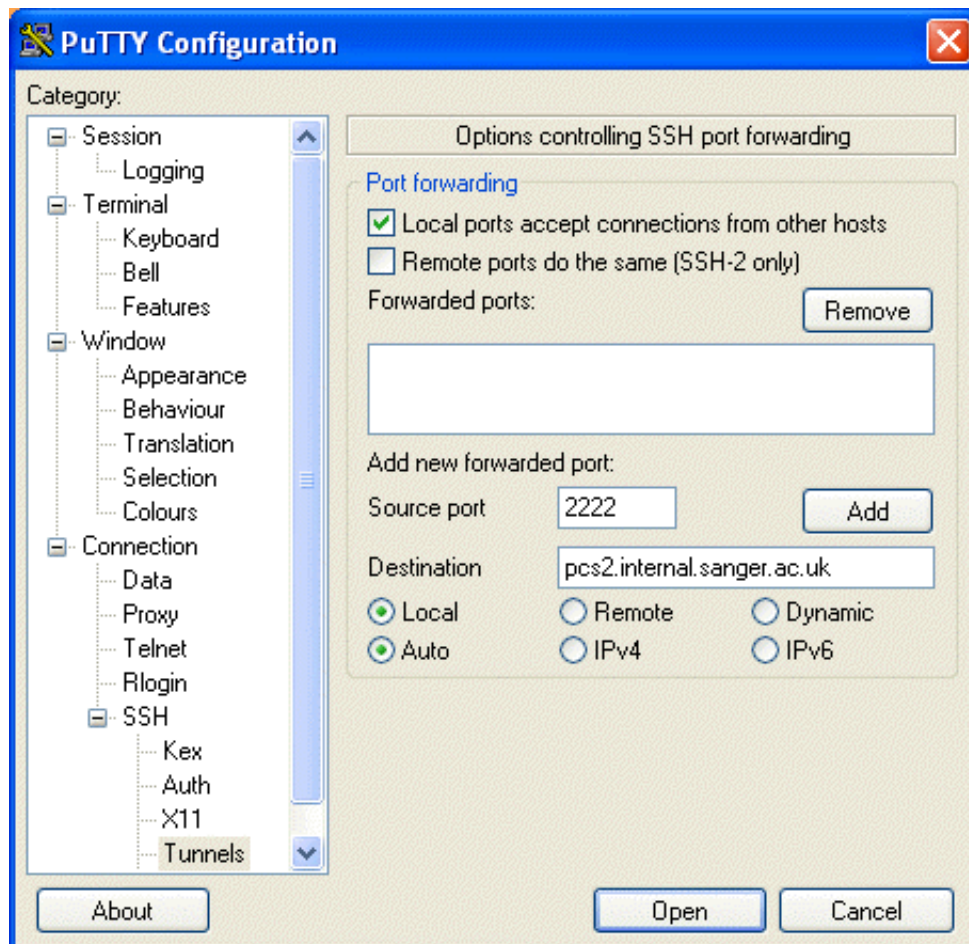 PuTTY Configuration
Category:
Session
Logging
Terminal
Keyboard
Bell
Features
Window
Appearance
Behaviour
Translation
Selection
Colours
Connection
Data
Proxy
Telnet
Rlogin
SSH
Kex
Auth
X11
Tunnels
Options controlling SSH port forwarding
Port forwarding
Local ports accept connections from other hosts
Remote ports do the same (SSH-2 only)
Forwarded ports:
Remove
Add new forwarded port:
Source port 2222 Add
Destination pcs2.internal.sanger.ac.uk
Local Remote Dynamic
Auto IPv4 IPv6
About Open Cancel